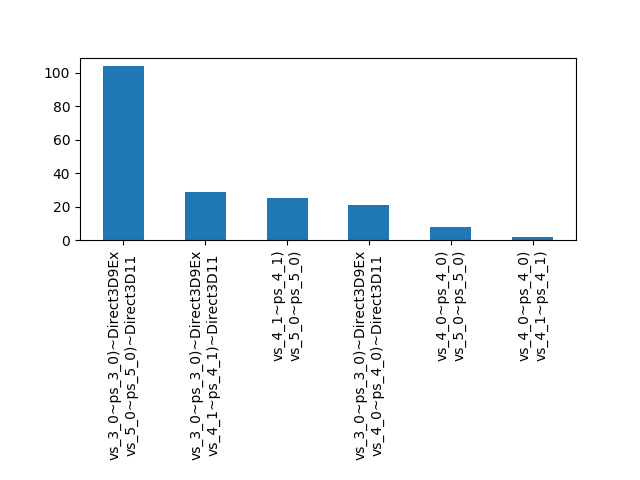 100
80
60
40
20
0
vs_3_0~ps_3_0)~Direct3D9Ex
vs_5_0~ps_5_0)~Direct3D11
vs_3_0~ps_3_0)~Direct3D9Ex
vs_4_1~ps_4_1)~Direct3D11
vs_4_1~ps_4_1)
vs_5_0~ps_5_0)
vs_3_0~ps_3_0)~Direct3D9Ex
vs_4_0~ps_4_0)~Direct3D11
vs_4_0~ps_4_0)
vs_5_0~ps_5_0)
vs_4_0~ps_4_0)
vs_4_1~ps_4_1)